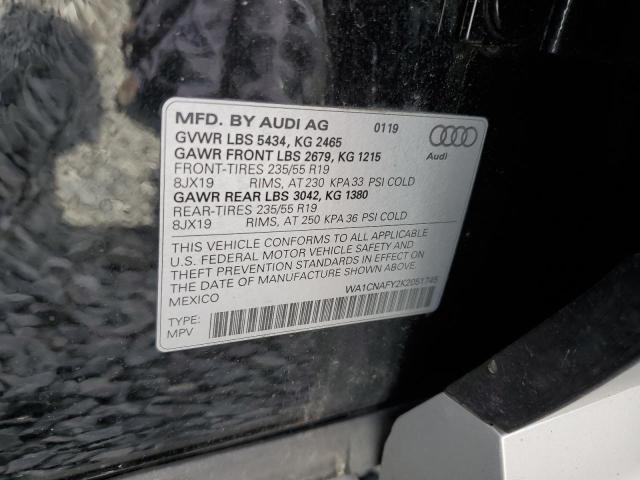 MFD. BY AUDI AG 0119
GVWR LBS 5434, KG 2465
GAWR FRONT LBS 2679, KG 1215
FRONT-TIRES 235/55 R19
8JX19 RIMS, AT 230 KPA 33 PSI COLD
GAWR REAR LBS 3042, KG 1380
REAR-TIRES 235/55 R19
8JX19 RIMS, AT 250 KPA 36 PSI COLD
Audi
THIS VEHICLE CONFORMS TO ALL APPLICABLE
U.S. FEDERAL MOTOR VEHICLE SAFETY AND
THEFT PREVENTION STANDARDS IN EFFECT ON
THE DATE OF MANUFACTURE SHOWN ABOVE.
MEXICO WA1CNAFY2K2051745
TYPE:
MPV